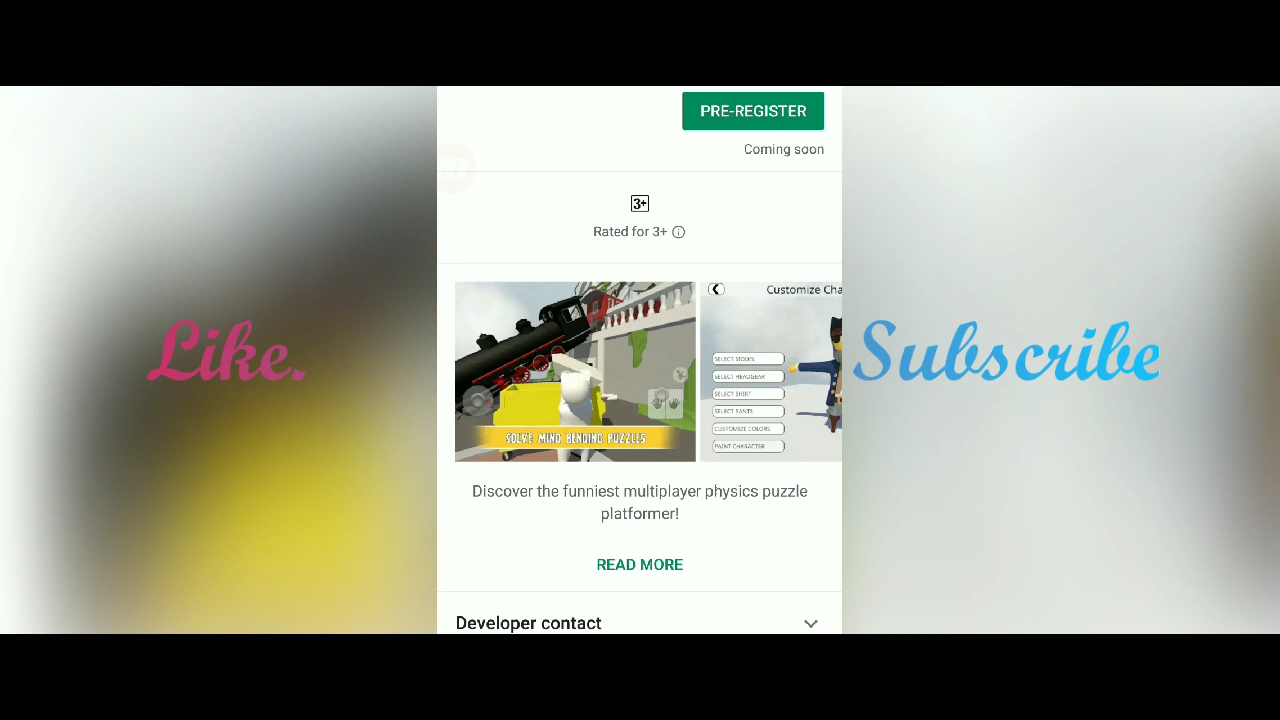 PRE-REGISTER
Coming soon
3+
Rated for 3+
Customize Cha
SELECT MODEL
SELECT HEADGEAR
SELECT SHIRT
SELECT PANTS
CUSTOMIZE COLORS
PAINT CHARACTER
SOLVE MIND BENDING PUZZLES
Like.
Subscribe
Discover the funniest multiplayer physics puzzle
platformer!
READ MORE
Developer contact